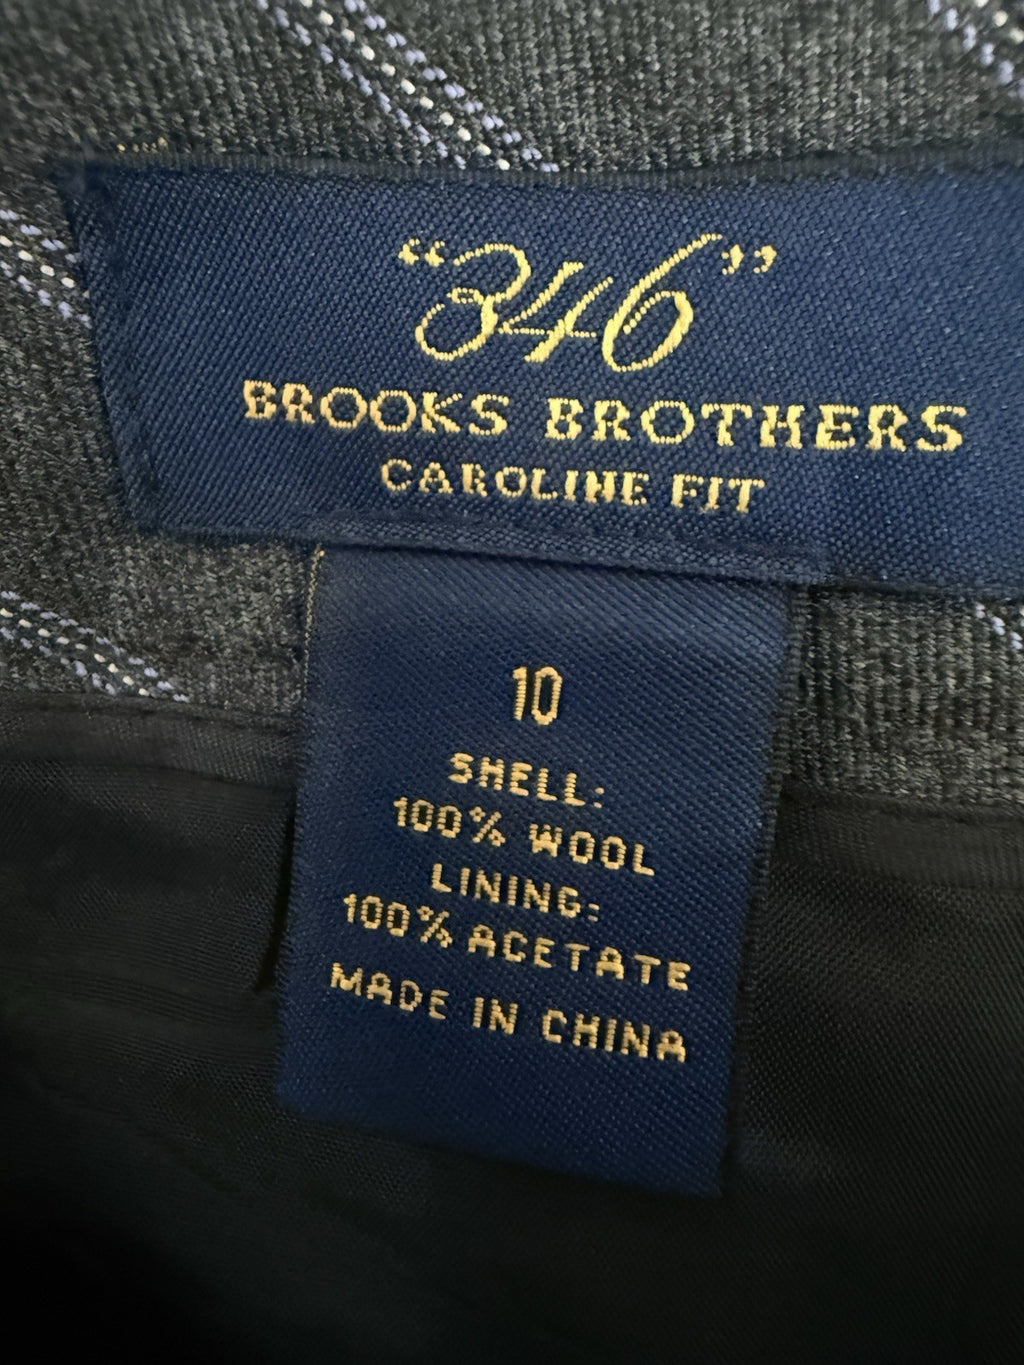 “346”
BROOKS BROTHERS
CAROLINE FIT
10
SHELL:
100% WOOL
LINING:
100% ACETATE
MADE IN CHINA